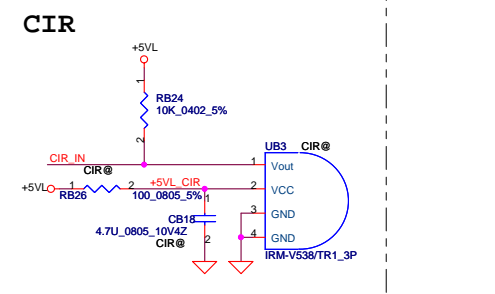 CIR
+5VL
1
RB24
10K_0402_5%
2
UB3 CIR@
CIR_IN
1 Vout
CIR@
+5VL 1 2 +5VL_CIR 2 VCC
RB26 100_0805_5%
1
3 GND
CB18
4.7U_0805_10V4Z
4 GND
CIR@ 2
IRM-V538/TR1_3P